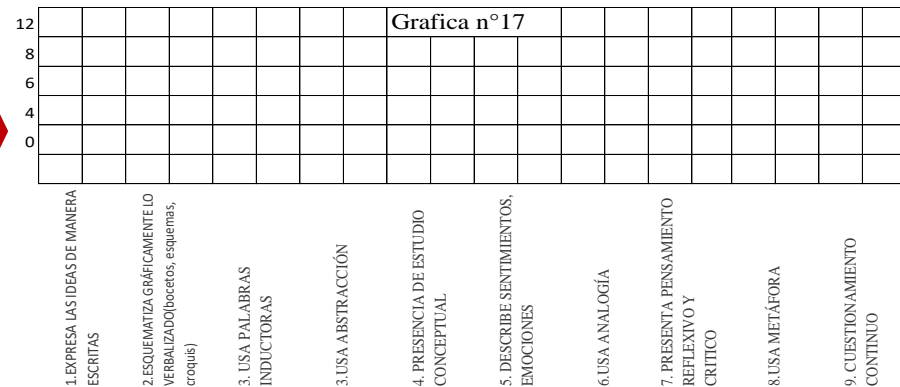 Grafica n°17
12
8
6
4
0
1.EXPRESA LAS IDEAS DE MANERA
ESCRITAS
2.ESQUEMATIZA GRÁFICAMENTE LO
VERBALIZADO(bocetos, esquemas,
croquis)
3. USA PALABRAS
INDUCTORAS
3.USA ABSTRACCIÓN
4. PRESENCIA DE ESTUDIO
CONCEPTUAL
5. DESCRIBE SENTIMIENTOS,
EMOCIONES
6.USA ANALOGÍA
7. PRESENTA PENSAMIENTO
REFLEXIVO Y
CRITICO
8.USA METÁFORA
9. CUESTIONAMIENTO
CONTINUO